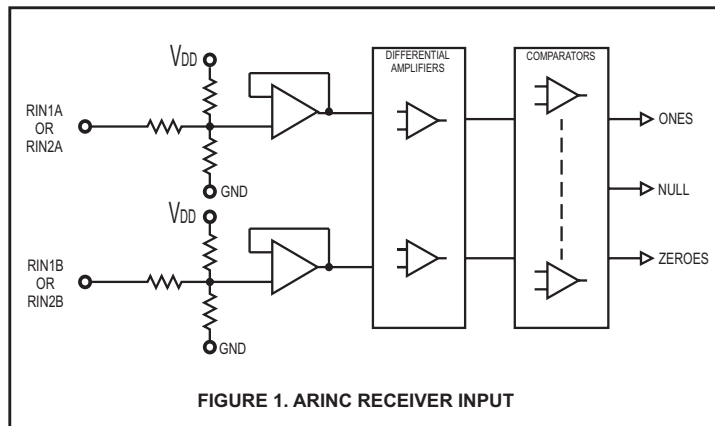 DIFFERENTIAL
AMPLIFIERS
COMPARATORS
VDD
RIN1A
OR
RIN2A
GND
ONES
NULL
ZEROES
VDD
RIN1B
OR
RIN2B
GND
FIGURE 1. ARINC RECEIVER INPUT